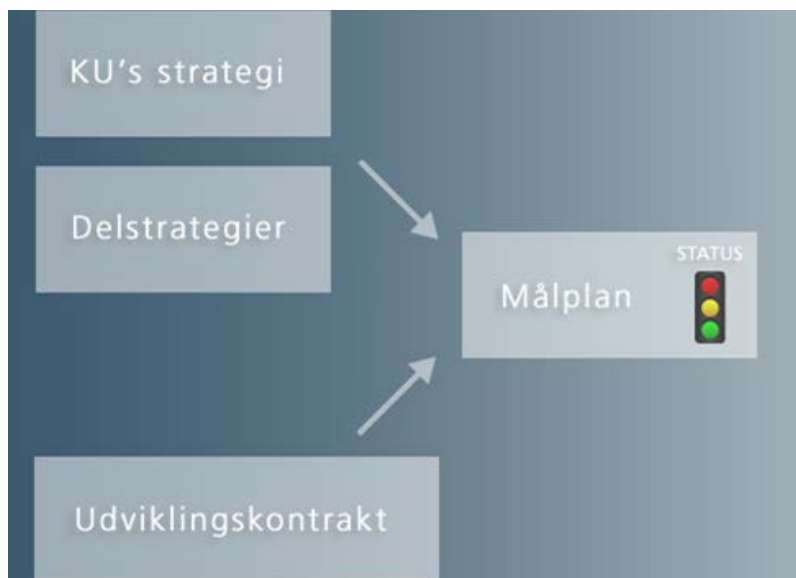 KU's strategi
Delstrategier
STATUS
Målplan
Udviklingskontrakt